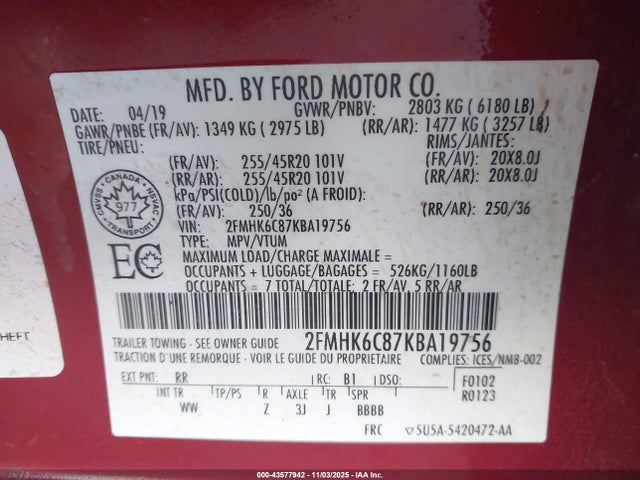 MFD. BY FORD MOTOR CO.
DATE: 04/19 GVWR/PNBV: 2803 KG ( 6180 LB)
GAWR/PNBE (FR/AV): 1349 KG ( 2975 LB) (RR/AR): 1477 KG ( 3257 LB)
TIRE/PNEU: RIMS/JANTES:
(FR/AV): 255/45R20 101V (FR/AV): 20X8.0J
(RR/AR): 255/45R20 101V (RR/AR): 20X8.0J
kPa/PSI(COLD)/lb/po² (A FROID):
(FR/AV): 250/36 (RR/AR): 250/36
VIN: 2FMHK6C87KBA19756
TYPE: MPV/VTUM
MAXIMUM LOAD/CHARGE MAXIMALE =
OCCUPANTS + LUGGAGE/BAGAGES = 526KG/1160LB
OCCUPANTS = 7 TOTAL/TOTALE: 2 FR/AV, 5 RR/AR
CANADA
CMVSS NSVAC
977
TRANSPORT
EC
HEFT
TRAILER TOWING - SEE OWNER GUIDE
2FMHK6C87KBA19756
TRACTION D'UNE REMORQUE - VOIR LE GUIDE DU PROPRIETAIRE COMPLIES: ICES/NMB-002
EXT PNT: RR RC: B1 DSO: F0102
INT TR TP/PS R AXLE TR SPR R0123
WW Z 3J J BBBB
FRC ▽5U5A-5420472-AA
000-43577942 - 11/03/2025 - IAA, Inc.